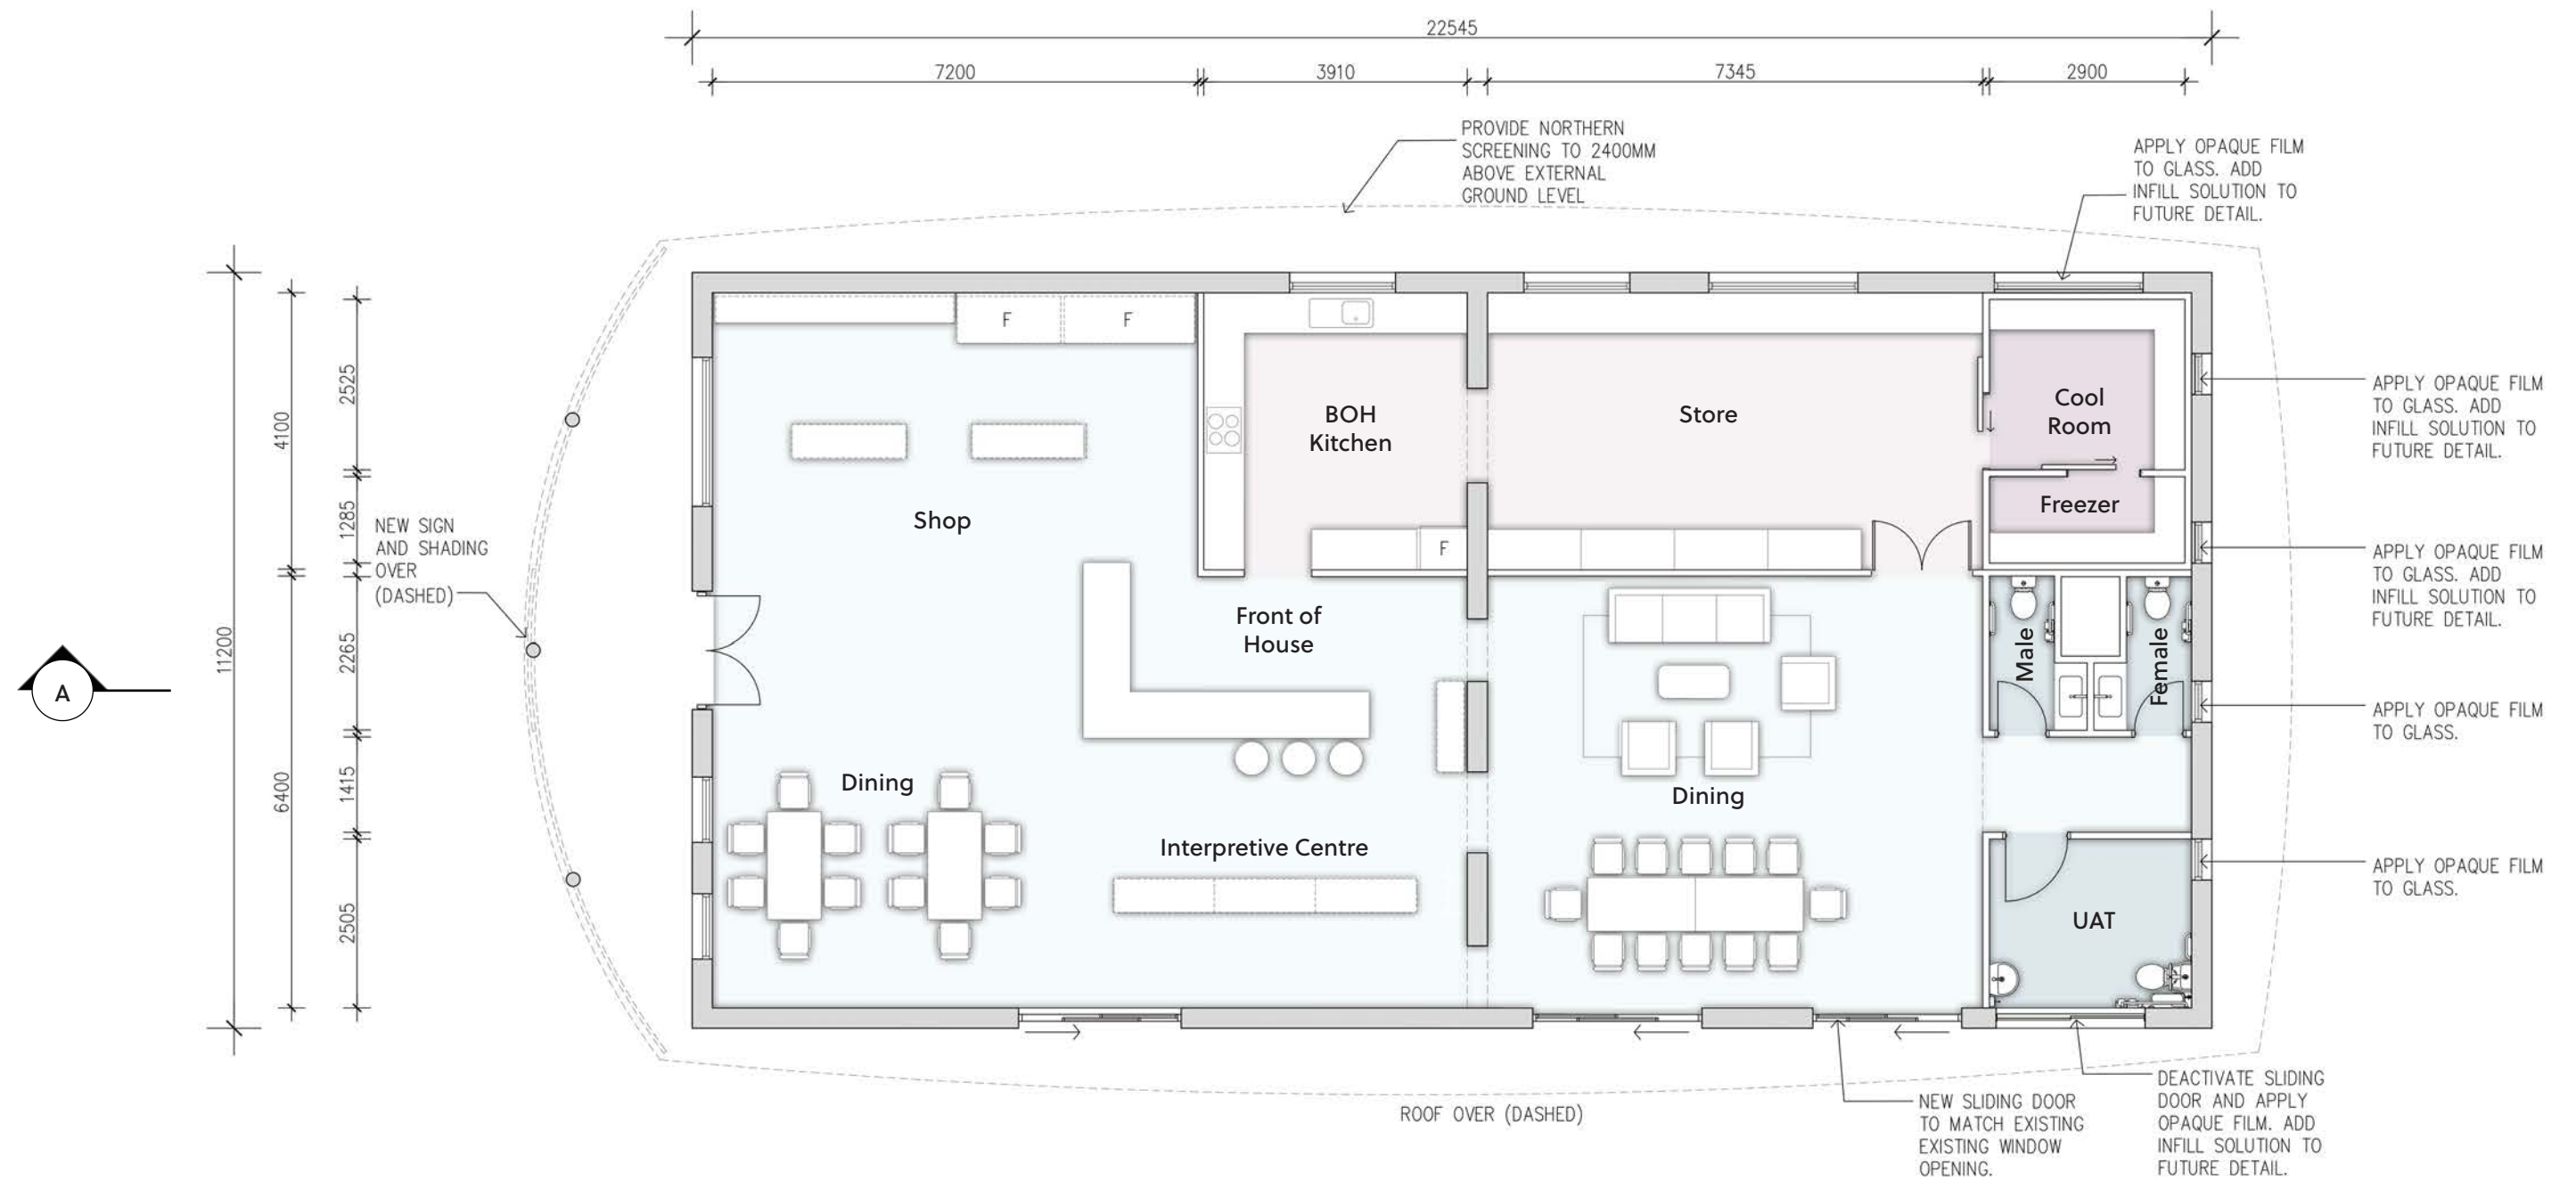 22545
7200
3910
7345
2900
PROVIDE NORTHERN
SCREENING TO 2400MM
ABOVE EXTERNAL
GROUND LEVEL
APPLY OPAQUE FILM
TO GLASS. ADD
INFILL SOLUTION TO
FUTURE DETAIL.
F
F
BOH
Kitchen
Store
Cool
Room
Freezer
Shop
F
APPLY OPAQUE FILM
TO GLASS. ADD
INFILL SOLUTION TO
FUTURE DETAIL.
APPLY OPAQUE FILM
TO GLASS. ADD
INFILL SOLUTION TO
FUTURE DETAIL.
11200
4100
6400
2525
1285
2265
1415
2505
NEW SIGN
AND SHADING
OVER
(DASHED)
A
Front of
House
Male
Female
APPLY OPAQUE FILM
TO GLASS.
Dining
Dining
Interpretive Centre
APPLY OPAQUE FILM
TO GLASS.
UAT
ROOF OVER (DASHED)
NEW SLIDING DOOR
TO MATCH EXISTING
EXISTING WINDOW
OPENING.
DEACTIVATE SLIDING
DOOR AND APPLY
OPAQUE FILM. ADD
INFILL SOLUTION TO
FUTURE DETAIL.